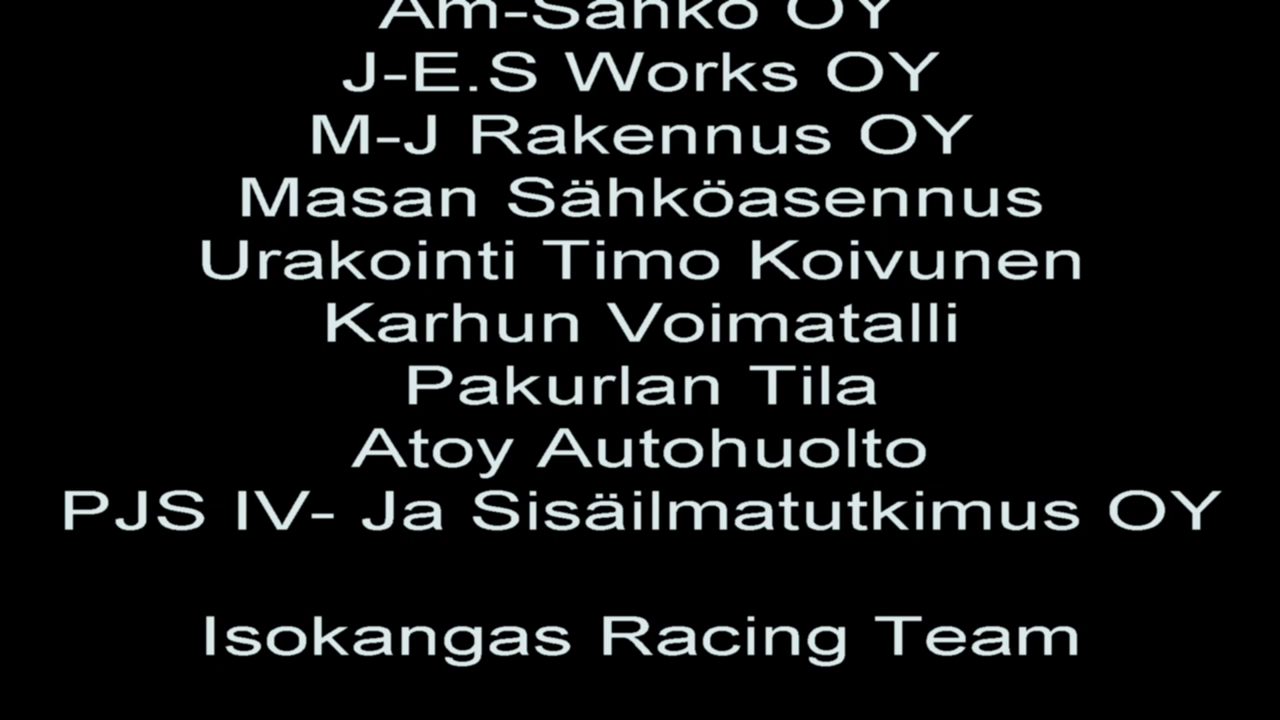 Am-Sähkö OY
J-E.S Works OY
M-J Rakennus OY
Masan Sähköasennus
Urakointi Timo Koivunen
Karhun Voimatalli
Pakurlan Tila
Atoy Autohuolto
PJS IV- Ja Sisäilmatutkimus OY
Isokangas Racing Team